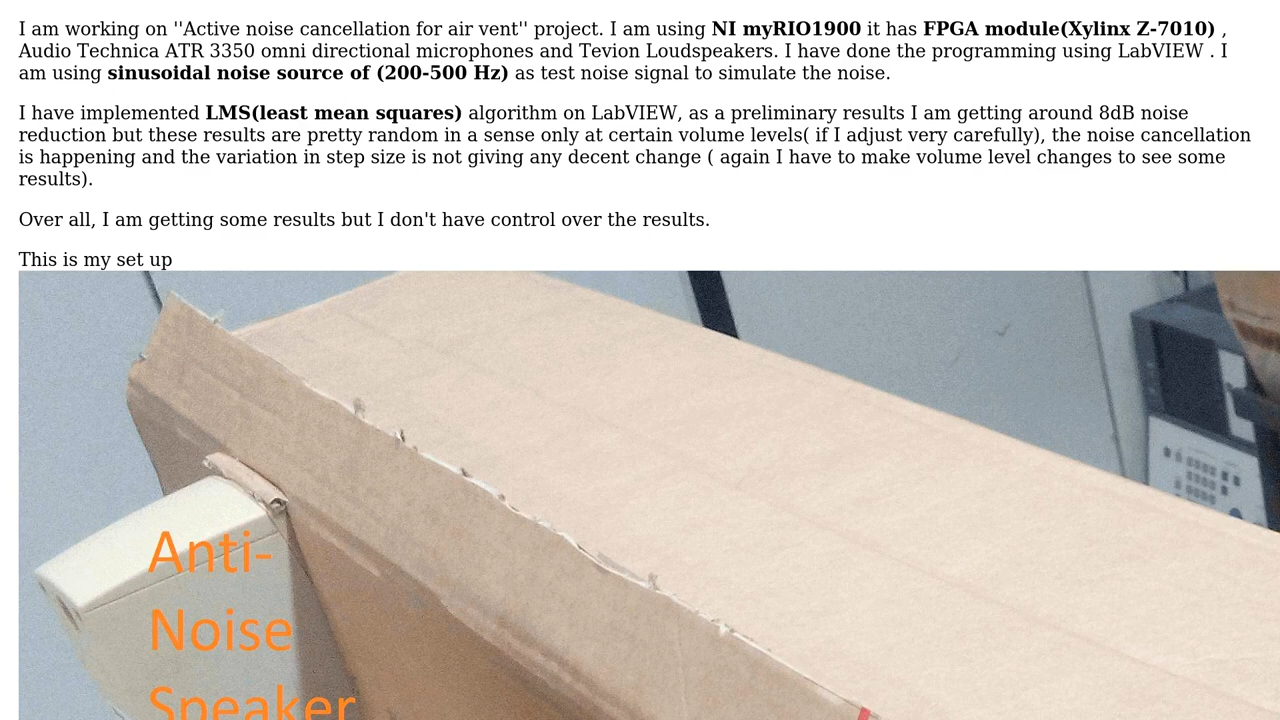 I am working on ''Active noise cancellation for air vent'' project. I am using NI myRIO1900 it has FPGA module(Xylinx Z-7010) ,
Audio Technica ATR 3350 omni directional microphones and Tevion Loudspeakers. I have done the programming using LabVIEW . I
am using sinusoidal noise source of (200-500 Hz) as test noise signal to simulate the noise.
I have implemented LMS(least mean squares) algorithm on LabVIEW, as a preliminary results I am getting around 8dB noise
reduction but these results are pretty random in a sense only at certain volume levels( if I adjust very carefully), the noise cancellation
is happening and the variation in step size is not giving any decent change ( again I have to make volume level changes to see some
results).
Over all, I am getting some results but I don't have control over the results.
This is my set up
Anti-
Noise
Speaker